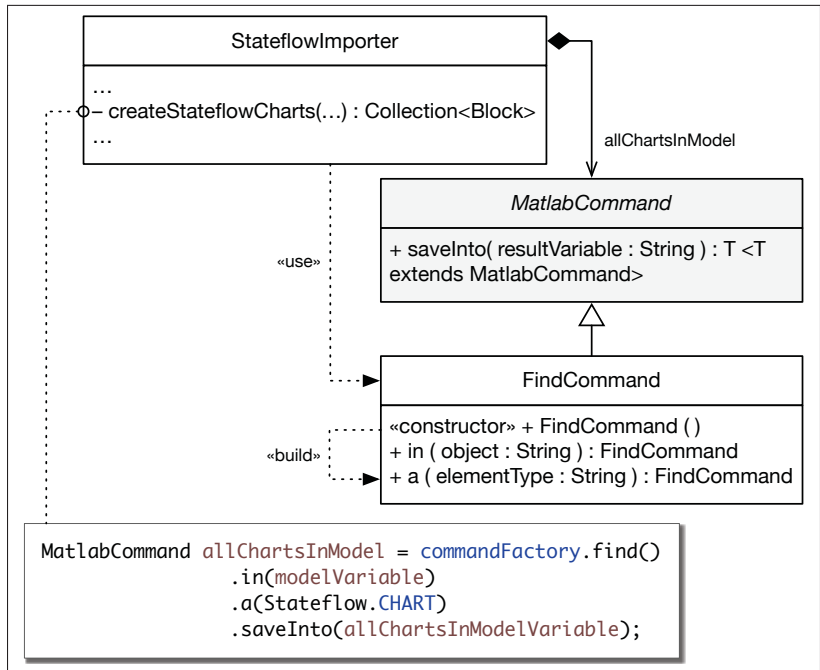 StateflowImporter
...
– createStateflowCharts(...) : Collection<Block>
...
allChartsInModel
MatlabCommand
+ saveInto( resultVariable : String ) : T <T
extends MatlabCommand>
«use»
FindCommand
«constructor» + FindCommand ( )
+ in ( object : String ) : FindCommand
«build»
+ a ( elementType : String ) : FindCommand
MatlabCommand allChartsInModel = commandFactory.find()
.in(modelVariable)
.a(Stateflow.CHART)
.saveInto(allChartsInModelVariable);